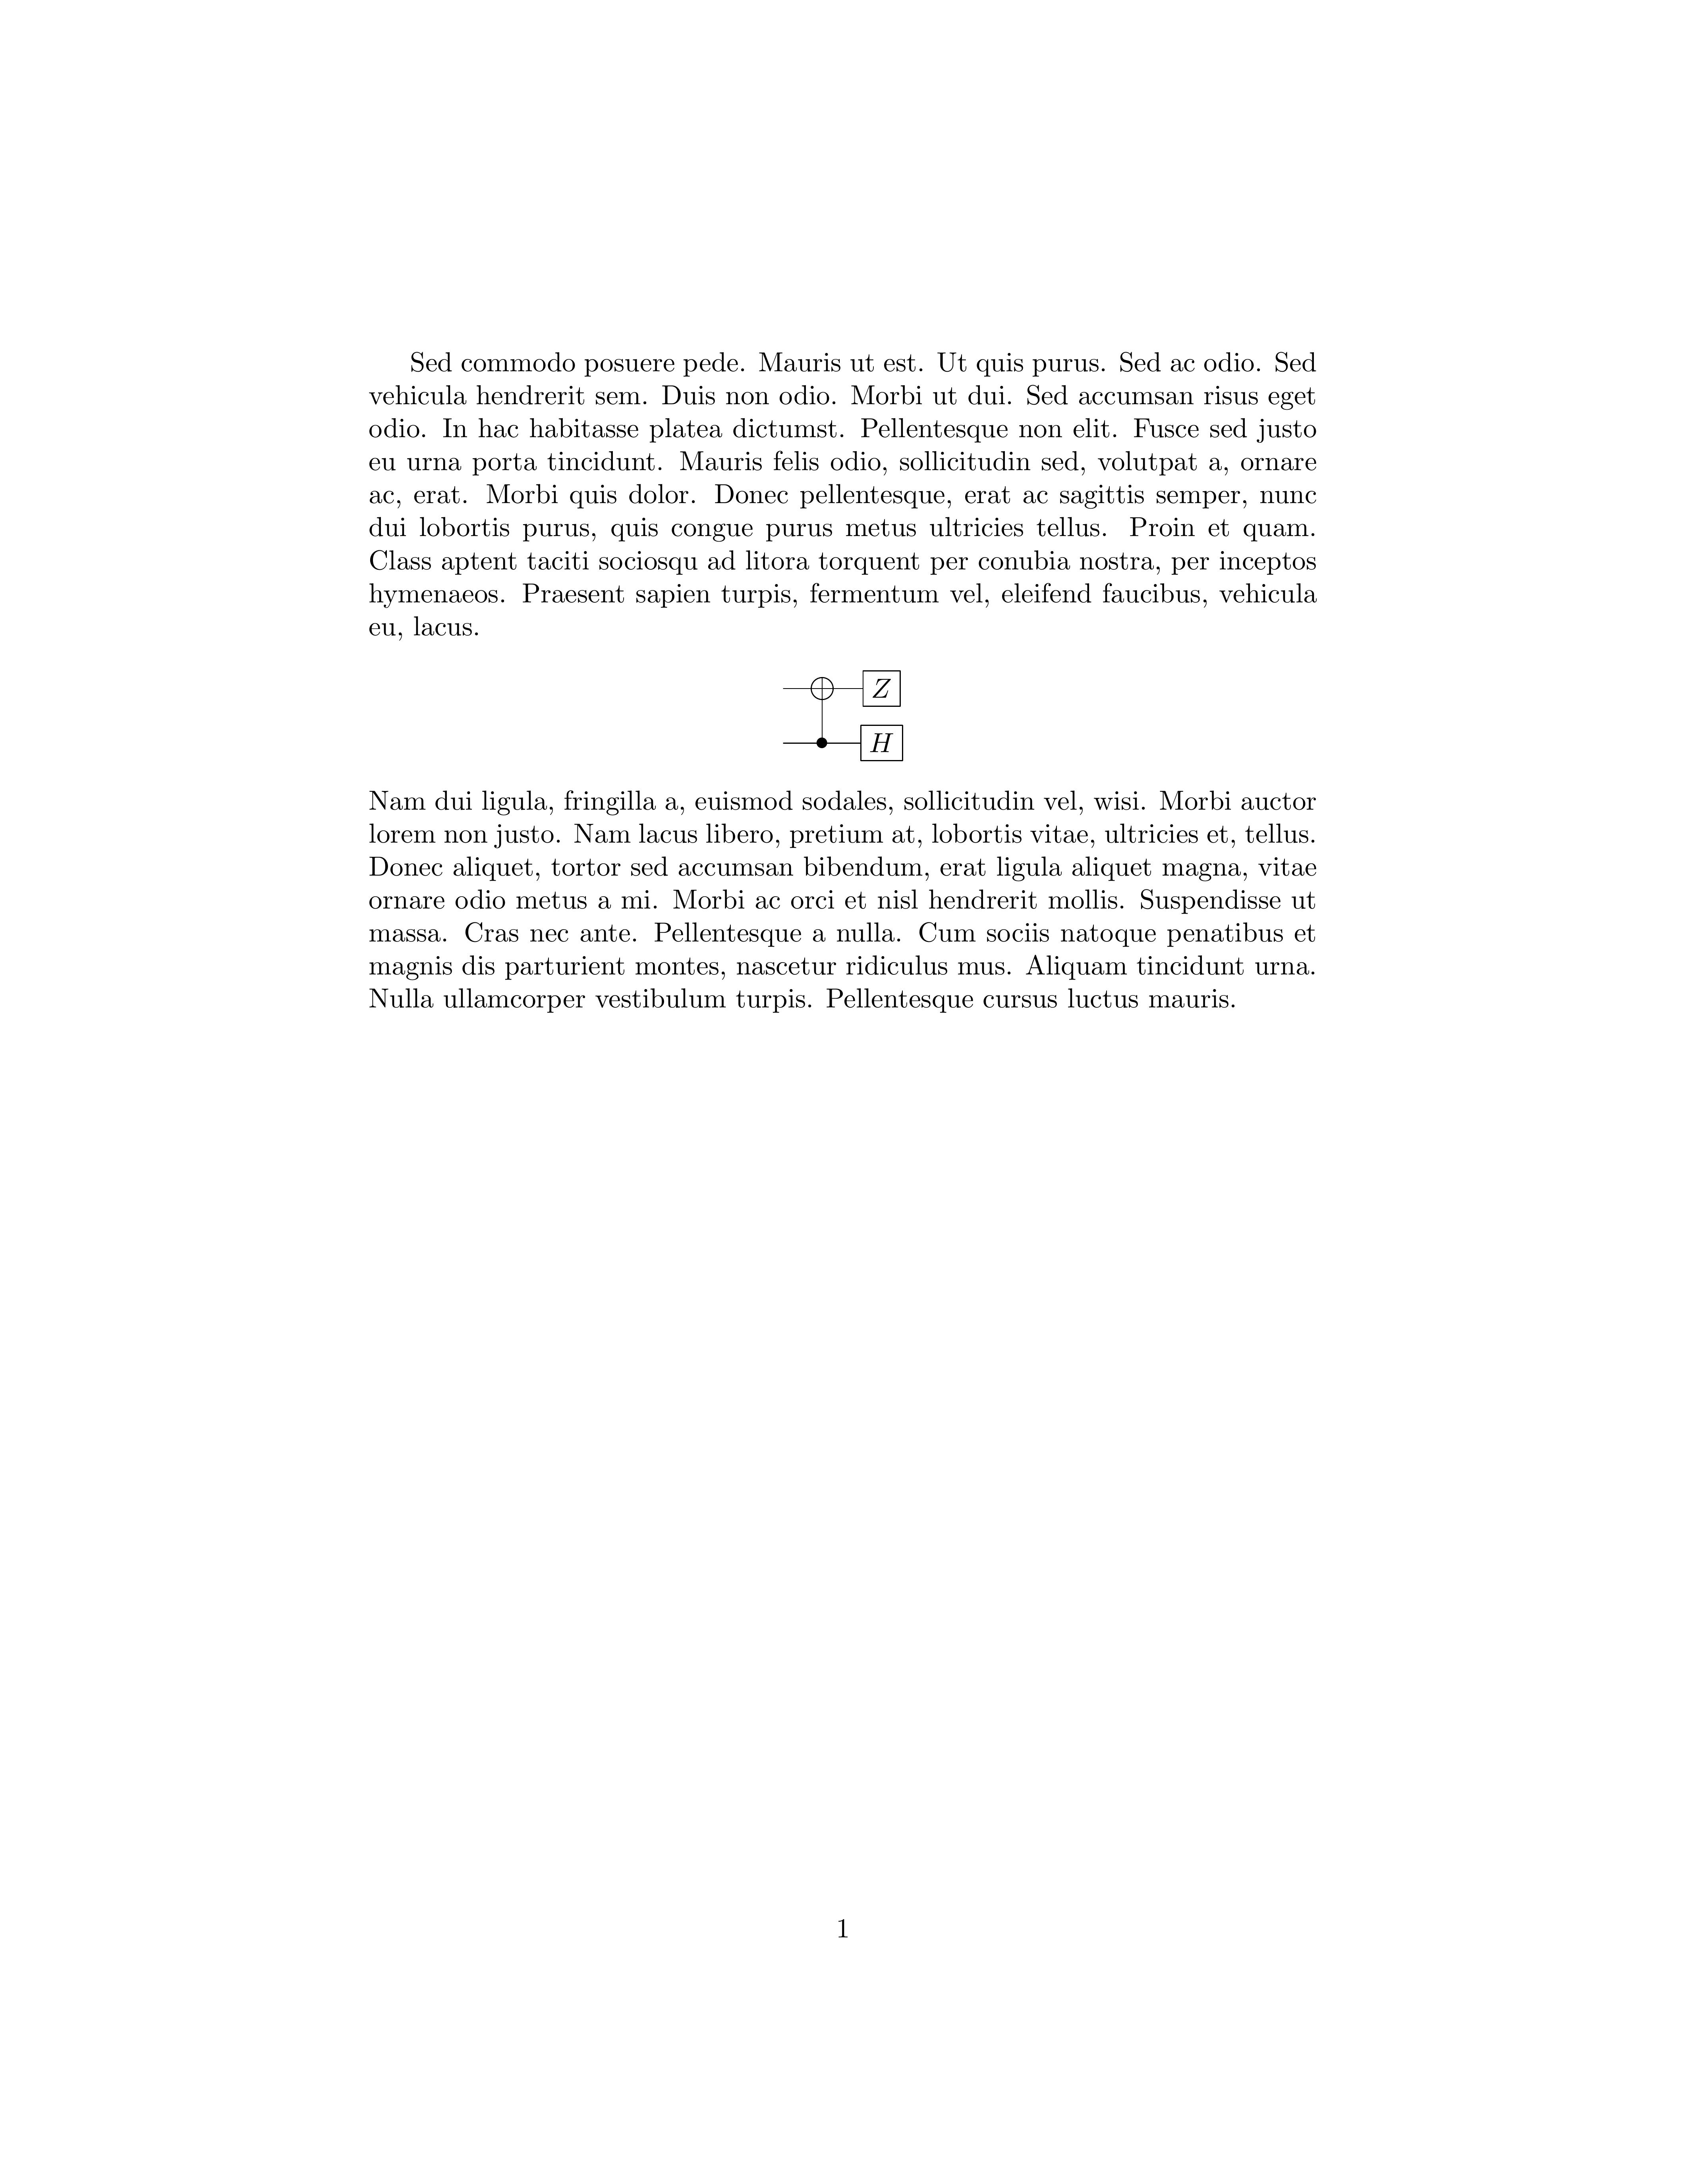 Sed commodo posuere pede. Mauris ut est. Ut quis purus. Sed ac odio. Sed
vehicula hendrerit sem. Duis non odio. Morbi ut dui. Sed accumsan risus eget
odio. In hac habitasse platea dictumst. Pellentesque non elit. Fusce sed justo
eu urna porta tincidunt. Mauris felis odio, sollicitudin sed, volutpat a, ornare
ac, erat. Morbi quis dolor. Donec pellentesque, erat ac sagittis semper, nunc
dui lobortis purus, quis congue purus metus ultricies tellus. Proin et quam.
Class aptent taciti sociosqu ad litora torquent per conubia nostra, per inceptos
hymenaeos. Praesent sapien turpis, fermentum vel, eleifend faucibus, vehicula
eu, lacus.
Z
H
Nam dui ligula, fringilla a, euismod sodales, sollicitudin vel, wisi. Morbi auctor
lorem non justo. Nam lacus libero, pretium at, lobortis vitae, ultricies et, tellus.
Donec aliquet, tortor sed accumsan bibendum, erat ligula aliquet magna, vitae
ornare odio metus a mi. Morbi ac orci et nisl hendrerit mollis. Suspendisse ut
massa. Cras nec ante. Pellentesque a nulla. Cum sociis natoque penatibus et
magnis dis parturient montes, nascetur ridiculus mus. Aliquam tincidunt urna.
Nulla ullamcorper vestibulum turpis. Pellentesque cursus luctus mauris.
1